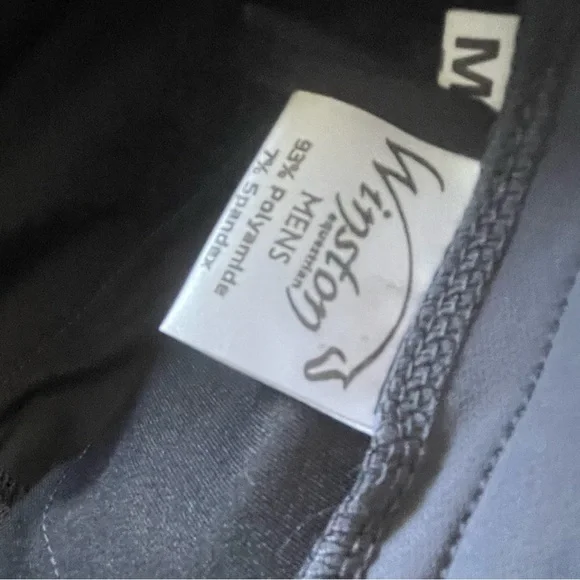 M
Winston
equestrian
MENS
93% Polyamide
7% Spandex